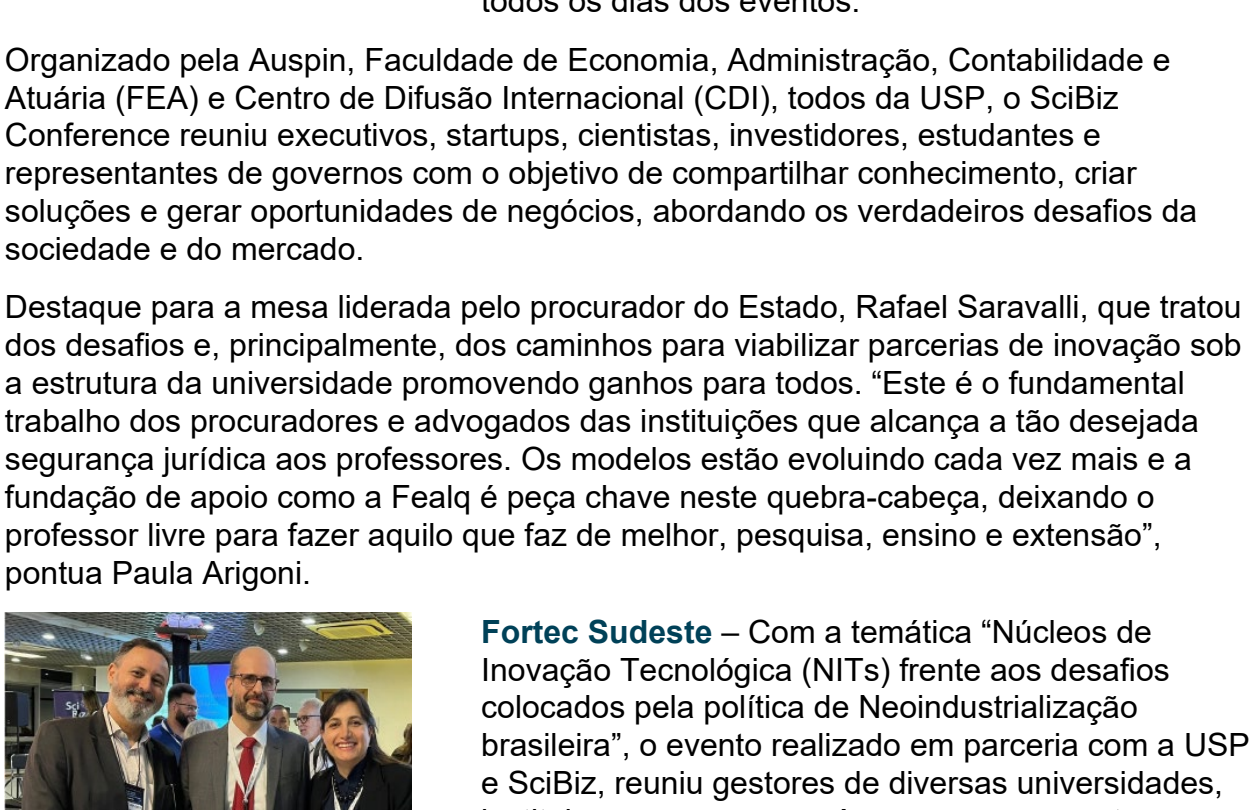 todos os dias dos eventos.
Organizado pela Auspin, Faculdade de Economia, Administração, Contabilidade e
Atuária (FEA) e Centro de Difusão Internacional (CDI), todos da USP, o SciBiz
Conference reuniu executivos, startups, cientistas, investidores, estudantes e
representantes de governos com o objetivo de compartilhar conhecimento, criar
soluções e gerar oportunidades de negócios, abordando os verdadeiros desafios da
sociedade e do mercado.
Destaque para a mesa liderada pelo procurador do Estado, Rafael Saravalli, que tratou
dos desafios e, principalmente, dos caminhos para viabilizar parcerias de inovação sob
a estrutura da universidade promovendo ganhos para todos. “Este é o fundamental
trabalho dos procuradores e advogados das instituições que alcança a tão desejada
segurança jurídica aos professores. Os modelos estão evoluindo cada vez mais e a
fundação de apoio como a Fealq é peça chave neste quebra-cabeça, deixando o
professor livre para fazer aquilo que faz de melhor, pesquisa, ensino e extensão”,
pontua Paula Arigoni.
Fortec Sudeste – Com a temática “Núcleos de
Inovação Tecnológica (NITs) frente aos desafios
colocados pela política de Neoindustrialização
brasileira”, o evento realizado em parceria com a USP
e SciBiz, reuniu gestores de diversas universidades,
Sci